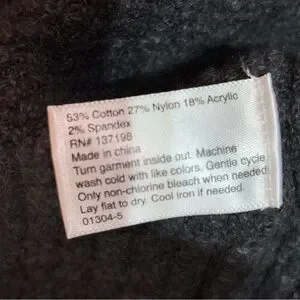 53% Cotton 27% Nylon 18% Acrylic
2% Spandex
RN# 137198
Made in china
Turn garment inside out. Machine
wash cold with like colors. Gentle cycle
Only non-chlorine bleach when needed
Lay flat to dry. Cool iron if needed.
01304-5